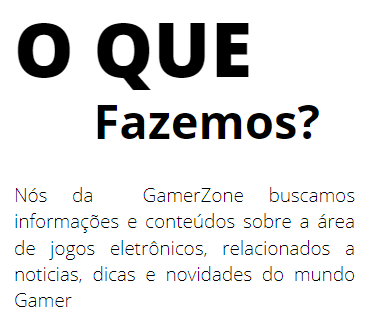 O QUE
Fazemos?
Nós da GamerZone buscamos
informações e conteúdos sobre a área
de jogos eletrônicos, relacionados a
noticias, dicas e novidades do mundo
Gamer